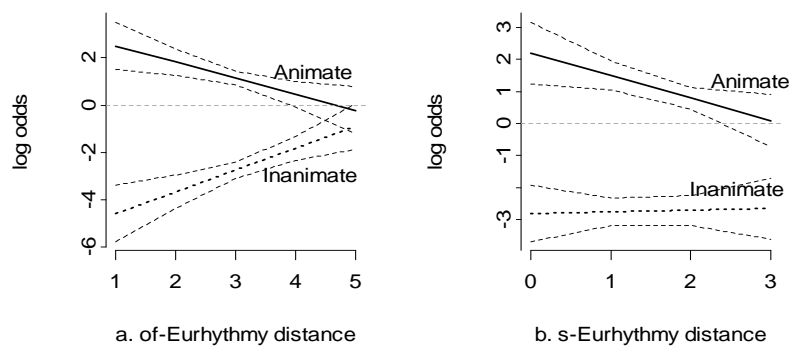 log odds
2
0
-2
-4
-6
Animate
Inanimate
1 2 3 4 5
a. of-Eurhythmy distance
log odds
3
2
1
0
-1
-3
Animate
Inanimate
0 1 2 3
b. s-Eurhythmy distance